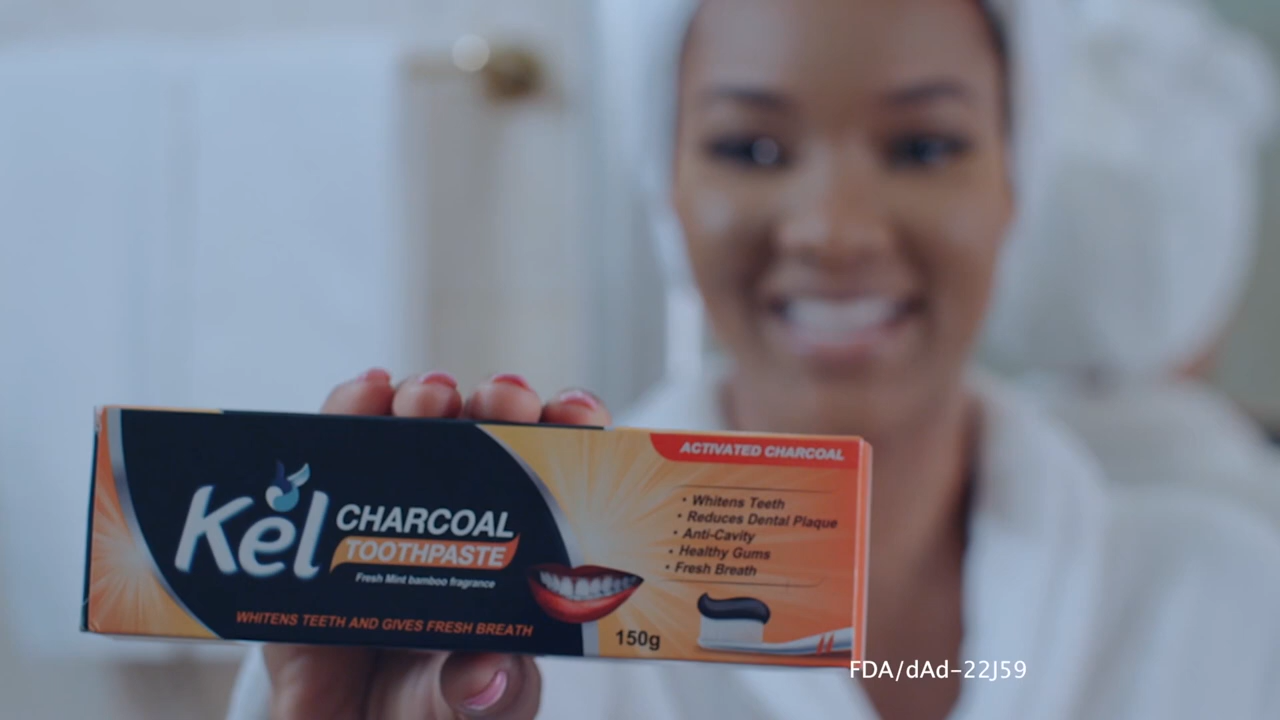 Kel
CHARCOAL
TOOTHPASTE
Fresh Mint bamboo fragrance
WHITENS TEETH AND GIVES FRESH BREATH
150g
ACTIVATED CHARCOAL
• Whitens Teeth
• Reduces Dental Plaque
• Anti-Cavity
• Healthy Gums
• Fresh Breath
FDA/dAd-22J59